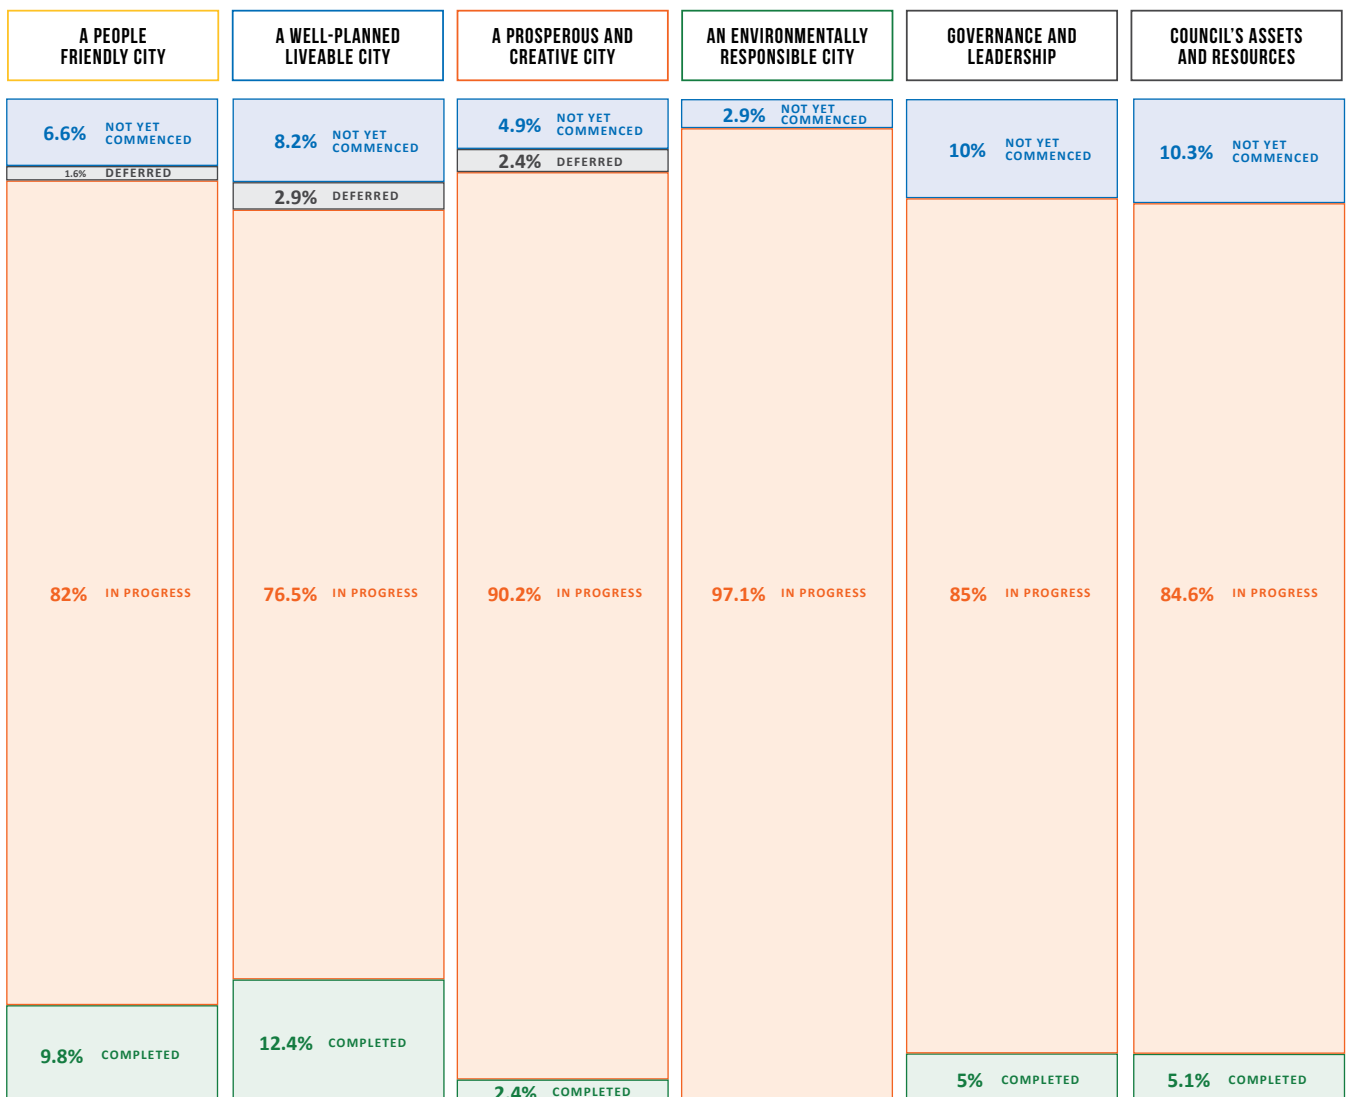 A PEOPLE
FRIENDLY CITY
A WELL-PLANNED
LIVEABLE CITY
A PROSPEROUS AND
CREATIVE CITY
AN ENVIRONMENTALLY
RESPONSIBLE CITY
GOVERNANCE AND
LEADERSHIP
COUNCIL'S ASSETS
AND RESOURCES
6.6% NOT YET
COMMENCED
1.6% DEFERRED
82% IN PROGRESS
9.8% COMPLETED
8.2% NOT YET
COMMENCED
2.9% DEFERRED
76.5% IN PROGRESS
12.4% COMPLETED
4.9% NOT YET
COMMENCED
2.4% DEFERRED
90.2% IN PROGRESS
2.4% COMPLETED
2.9% NOT YET
COMMENCED
97.1% IN PROGRESS
10% NOT YET
COMMENCED
85% IN PROGRESS
5% COMPLETED
10.3% NOT YET
COMMENCED
84.6% IN PROGRESS
5.1% COMPLETED